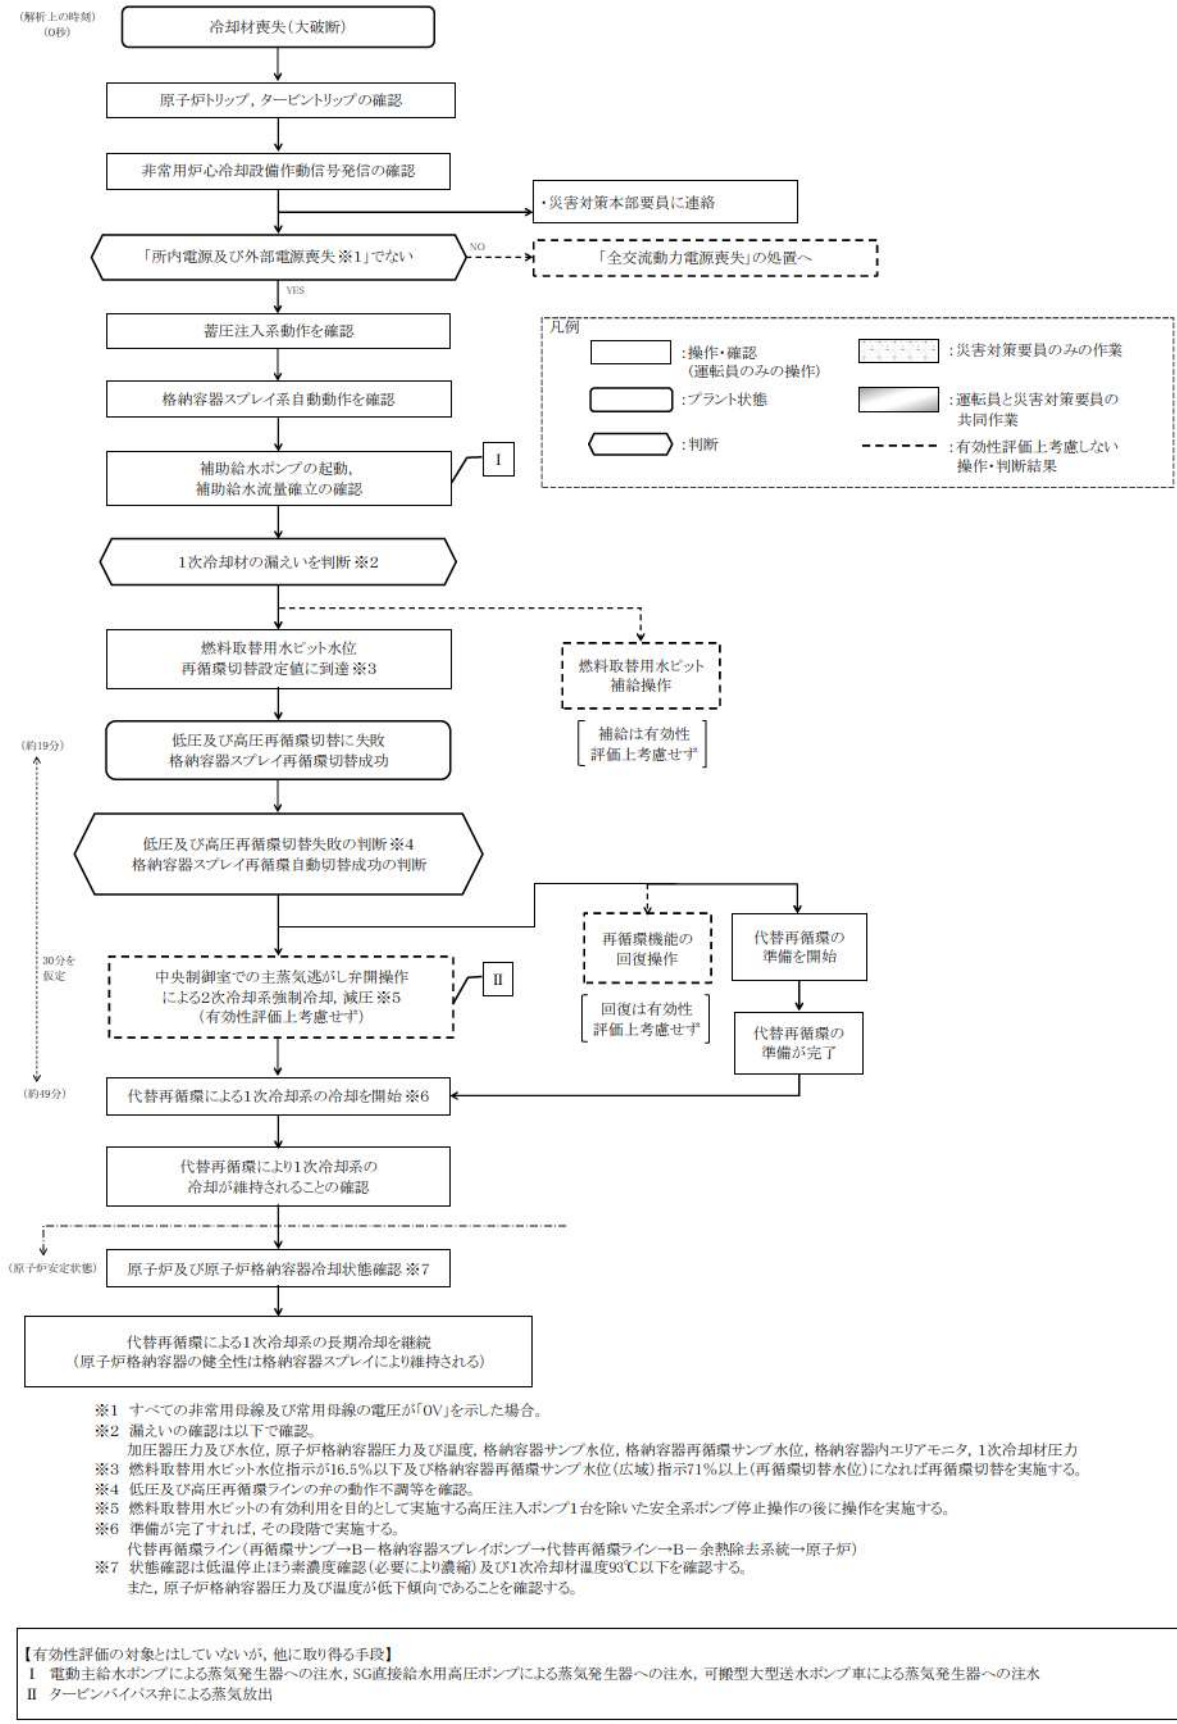 (解析上の時刻)
(0秒)
冷却材喪失(大破断)
原子炉トリップ，タービントリップの確認
非常用炉心冷却設備作動信号発信の確認
・災害対策本部要員に連絡
「所内電源及び外部電源喪失※1」でない
NO
「全交流動力電源喪失」の処置へ
YES
蓄圧注入系動作を確認
格納容器スプレイ系自動動作を確認
補助給水ポンプの起動，
補助給水流量確立の確認
Ⅰ
凡例
：操作・確認
(運転員のみの操作)
：プラント状態
：判断
：災害対策要員のみの作業
：運転員と災害対策要員の
共同作業
：有効性評価上考慮しない
操作・判断結果
1次冷却材の漏えいを判断※2
燃料取替用水ピット水位
再循環切替設定値に到達※3
燃料取替用水ピット
補給操作
補給は有効性
評価上考慮せず
(約19分)
低圧及び高圧再循環切替に失敗
格納容器スプレイ再循環切替成功
低圧及び高圧再循環切替失敗の判断※4
格納容器スプレイ再循環自動切替成功の判断
30分を
仮定
再循環機能の
回復操作
回復は有効性
評価上考慮せず
代替再循環の
準備を開始
代替再循環の
準備が完了
中央制御室での主蒸気逃がし弁開操作
による2次冷却系強制冷却，減圧※5
(有効性評価上考慮せず)
Ⅱ
(約49分)
代替再循環による1次冷却系の冷却を開始※6
代替再循環により1次冷却系の
冷却が維持されることの確認
(原子炉安定状態)
原子炉及び原子炉格納容器冷却状態確認※7
代替再循環による1次冷却系の長期冷却を継続
(原子炉格納容器の健全性は格納容器スプレイにより維持される)
※1 すべての非常用母線及び常用母線の電圧が「0V」を示した場合。
※2 漏えいの確認は以下で確認。
加圧器圧力及び水位，原子炉格納容器圧力及び温度，格納容器サンプ水位，格納容器再循環サンプ水位，格納容器内エリアモニタ，1次冷却材圧力
※3 燃料取替用水ピット水位指示が16.5%以下及び格納容器再循環サンプ水位(広域)指示71%以上(再循環切替水位)になれば再循環切替を実施する。
※4 低圧及び高圧再循環ラインの弁の動作不調等を確認。
※5 燃料取替用水ピットの有効利用を目的として実施する高圧注入ポンプ1台を除いた安全系ポンプ停止操作の後に操作を実施する。
※6 準備が完了すれば，その段階で実施する。
代替再循環ライン(再循環サンプ→B－格納容器スプレイポンプ→代替再循環ライン→B－余熱除去系統→原子炉)
※7 状態確認は低温停止ほう素濃度確認(必要により濃縮)及び1次冷却材温度93℃以下を確認する。
また，原子炉格納容器圧力及び温度が低下傾向であることを確認する。
【有効性評価の対象とはしていないが，他に取り得る手段】
Ⅰ 電動主給水ポンプによる蒸気発生器への注水，SG直接給水用高圧ポンプによる蒸気発生器への注水，可搬型大型送水ポンプ車による蒸気発生器への注水
Ⅱ タービンバイパス弁による蒸気放出